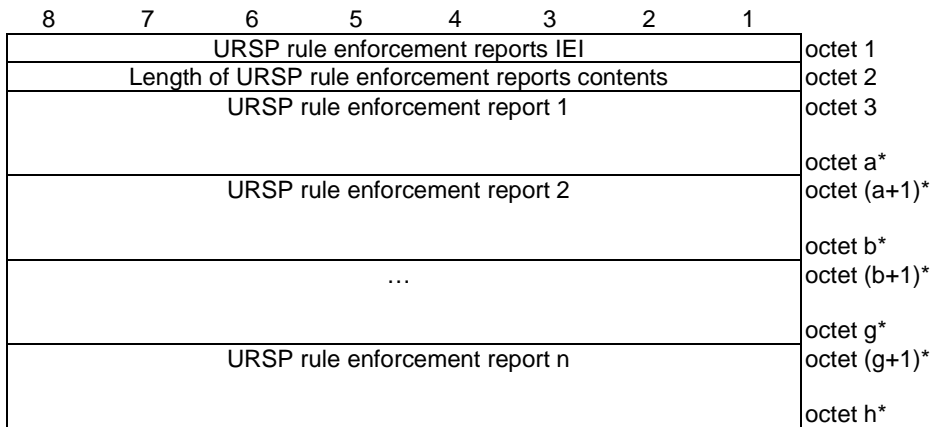 8 7 6 5 4 3 2 1
URSP rule enforcement reports IEI octet 1
Length of URSP rule enforcement reports contents octet 2
URSP rule enforcement report 1 octet 3
octet a*
URSP rule enforcement report 2 octet (a+1)*
octet b*
… octet (b+1)*
octet g*
URSP rule enforcement report n octet (g+1)*
octet h*